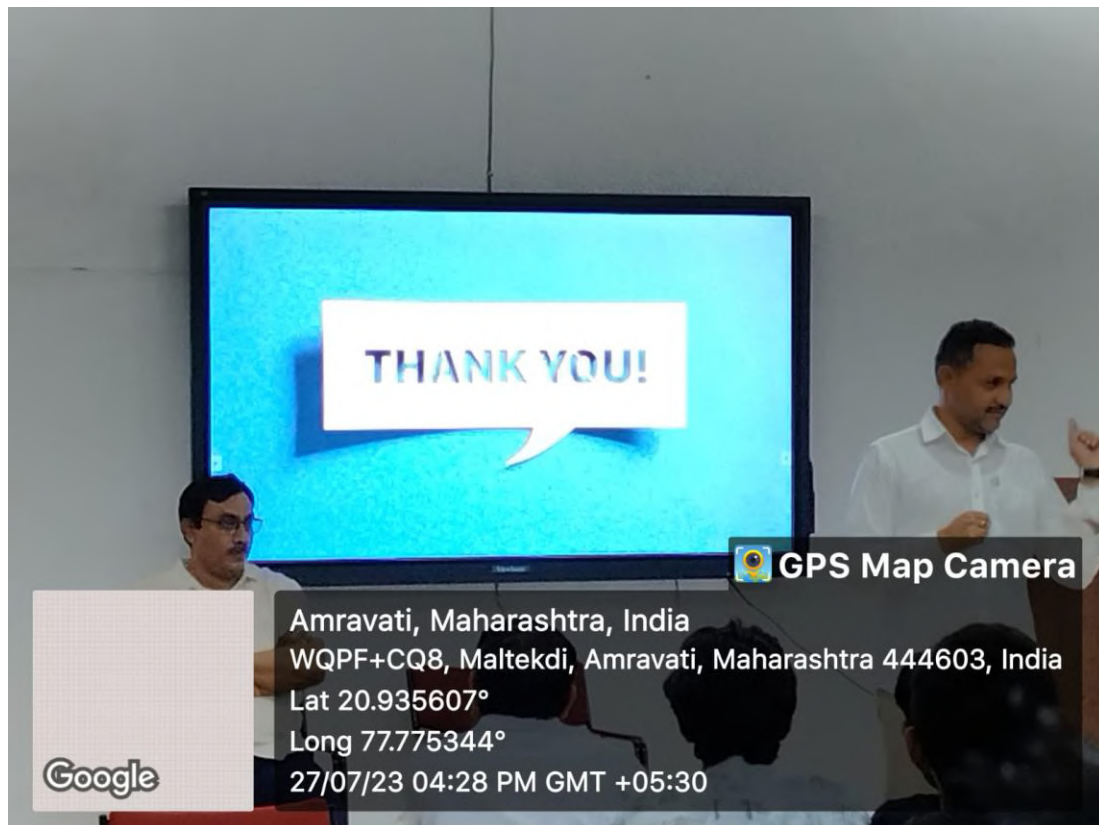 THANK YOU!
ViewSonic
GPS Map Camera
Amravati, Maharashtra, India
WQPF+CQ8, Maltekdi, Amravati, Maharashtra 444603, India
Lat 20.935607°
Long 77.775344°
27/07/23 04:28 PM GMT +05:30
Google